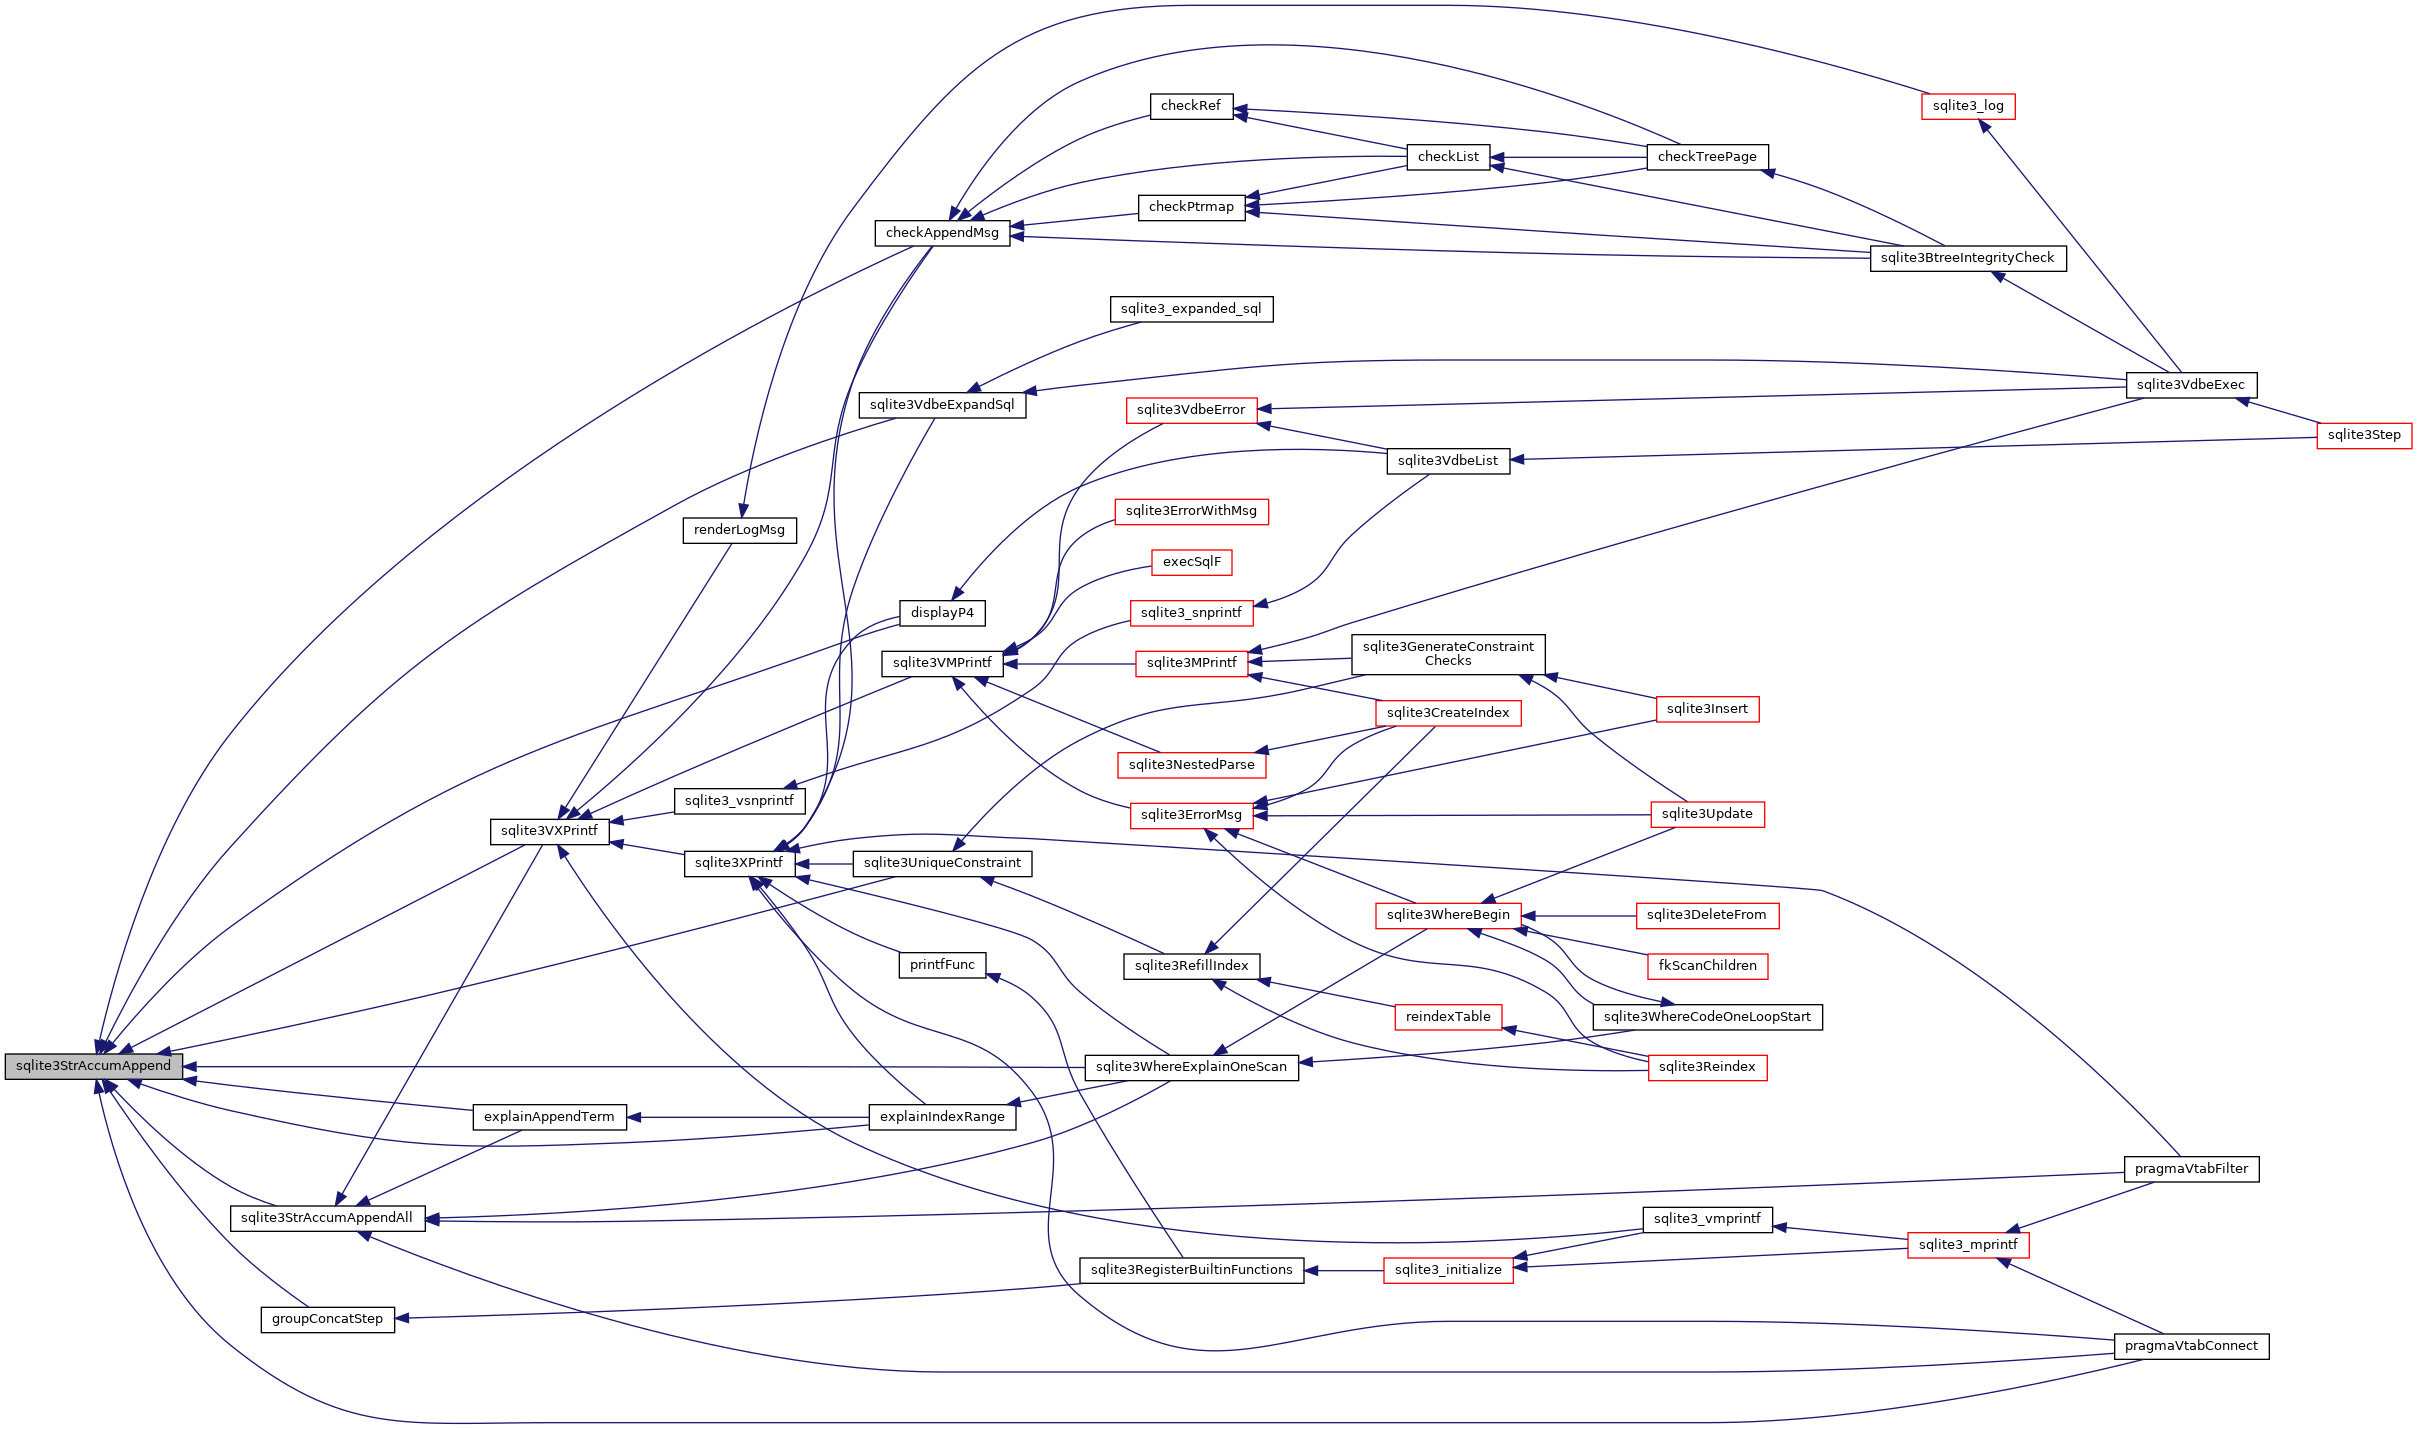 checkRef
sqlite3_log
checkList
checkTreePage
checkPtrmap
checkAppendMsg
sqlite3BtreeIntegrityCheck
sqlite3_expanded_sql
sqlite3VdbeExec
sqlite3VdbeExpandSql
sqlite3VdbeError
sqlite3Step
sqlite3VdbeList
sqlite3ErrorWithMsg
renderLogMsg
execSqlF
displayP4
sqlite3_snprintf
sqlite3GenerateConstraint
Checks
sqlite3VMPrintf
sqlite3MPrintf
sqlite3CreateIndex
sqlite3Insert
sqlite3NestedParse
sqlite3_vsnprintf
sqlite3ErrorMsg
sqlite3Update
sqlite3VXPrintf
sqlite3XPrintf
sqlite3UniqueConstraint
sqlite3WhereBegin
sqlite3DeleteFrom
printfFunc
sqlite3RefillIndex
fkScanChildren
reindexTable
sqlite3WhereCodeOneLoopStart
sqlite3StrAccumAppend
sqlite3WhereExplainOneScan
sqlite3Reindex
explainAppendTerm
explainIndexRange
pragmaVtabFilter
sqlite3StrAccumAppendAll
sqlite3_vmprintf
sqlite3_mprintf
sqlite3RegisterBuiltinFunctions
sqlite3_initialize
groupConcatStep
pragmaVtabConnect